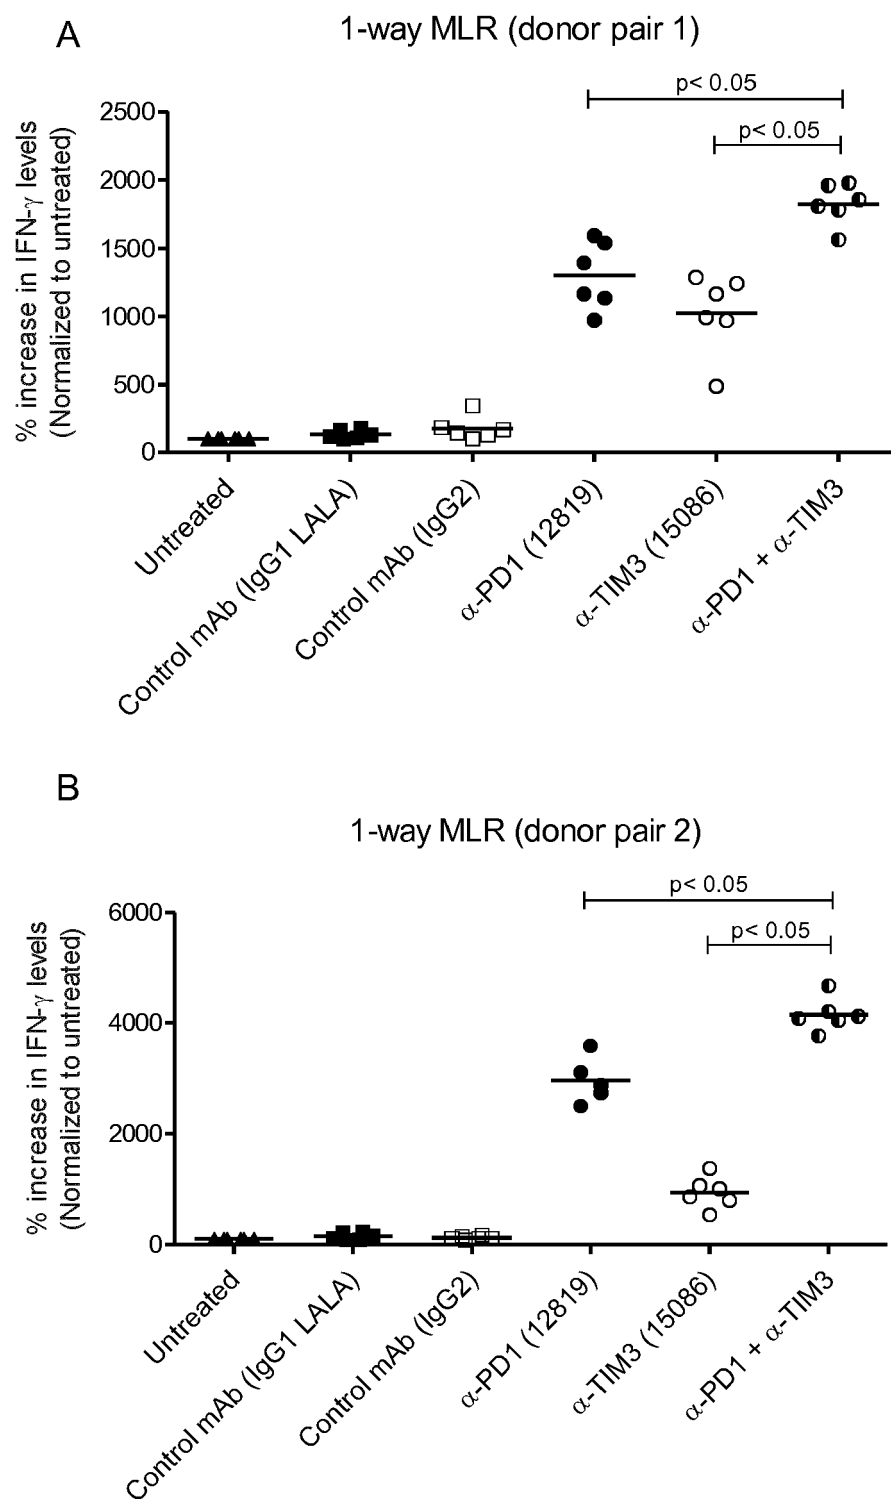 A
1-way MLR (donor pair 1)
p< 0.05
p< 0.05
% increase in IFN-γ levels
(Normalized to untreated)
2500
2000
1500
1000
500
0
Untreated
Control mAb (IgG1 LALA)
Control mAb (IgG2)
α-PD1 (12819)
α-TIM3 (15086)
α-PD1 + α-TIM3
B
1-way MLR (donor pair 2)
p< 0.05
p< 0.05
% increase in IFN-γ levels
(Normalized to untreated)
6000
4000
2000
0
Untreated
Control mAb (IgG1 LALA)
Control mAb (IgG2)
α-PD1 (12819)
α-TIM3 (15086)
α-PD1 + α-TIM3